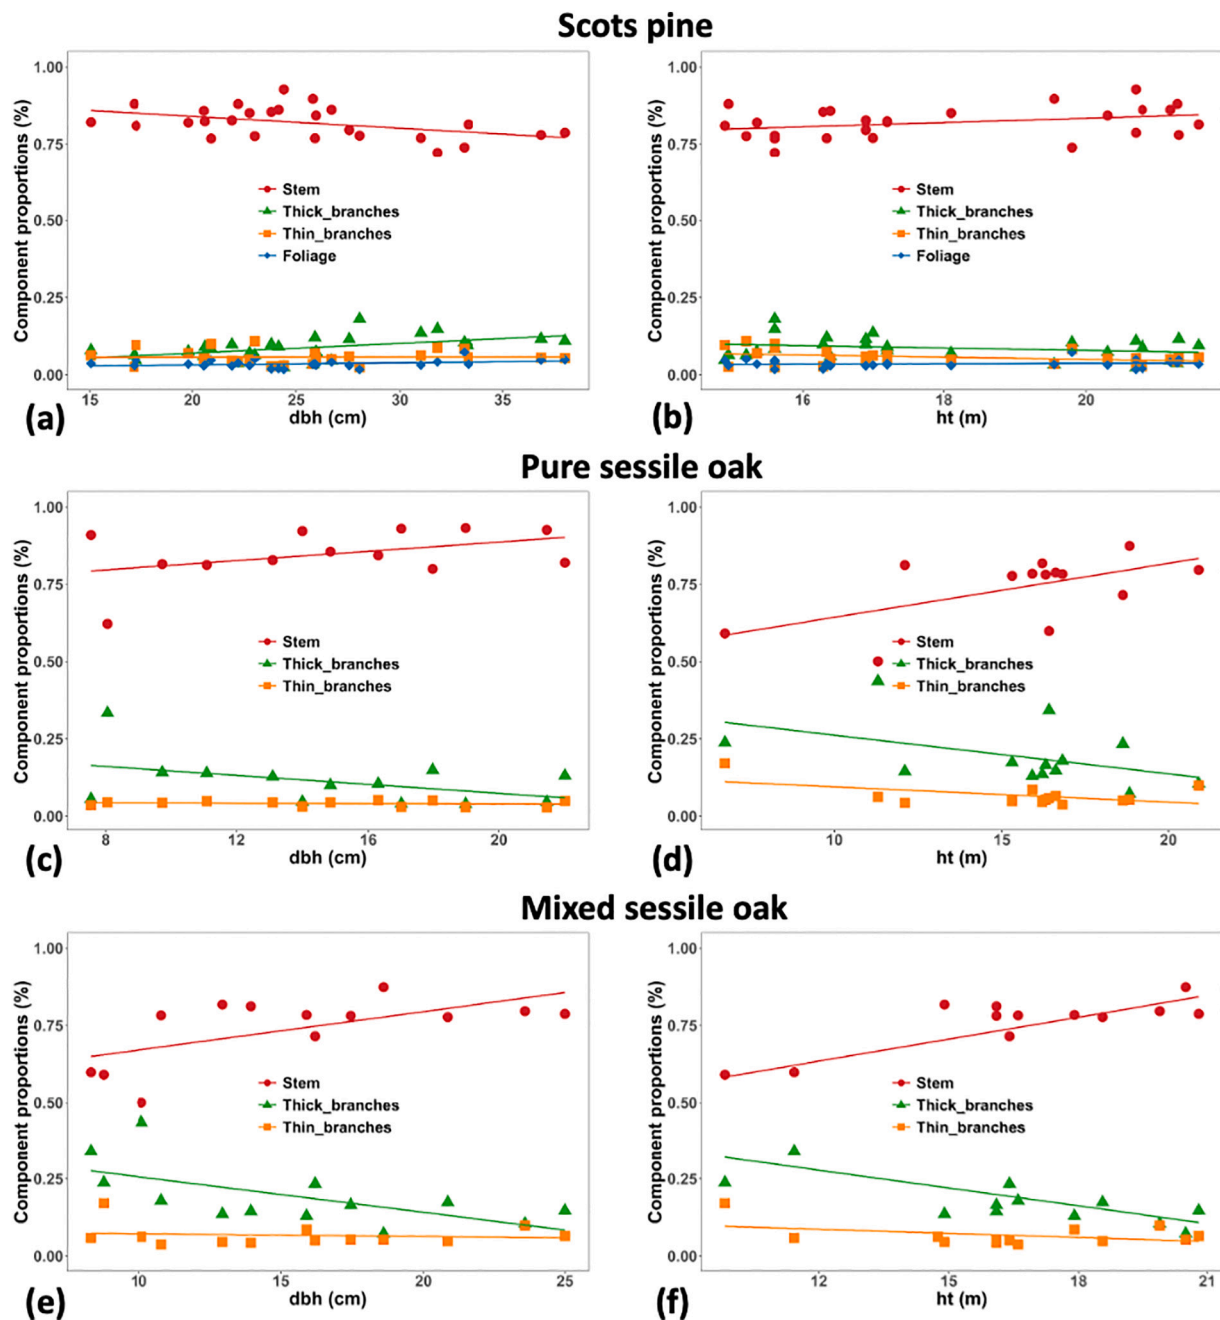 Scots pine
Component proportions (%)
1.00
0.75
0.50
0.25
0.00
Stem
Thick_branches
Thin_branches
Foliage
15 20 25 30 35
dbh (cm)
(a)
Component proportions (%)
1.00
0.75
0.50
0.25
0.00
Stem
Thick_branches
Thin_branches
Foliage
16 20
ht (m)
(b)
Pure sessile oak
Component proportions (%)
1.00
0.75
0.50
0.25
0.00
Stem
Thick_branches
Thin_branches
8 12 16 20
dbh (cm)
(c)
Component proportions (%)
1.00
0.75
0.50
0.25
0.00
Stem
Thick_branches
Thin_branches
10 15 20
ht (m)
(d)
Mixed sessile oak
Component proportions (%)
1.00
0.75
0.50
0.25
0.00
Stem
Thick_branches
Thin_branches
10 15 20 25
dbh (cm)
(e)
Component proportions (%)
1.00
0.75
0.50
0.25
0.00
Stem
Thick_branches
Thin_branches
12 15 18 21
ht (m)
(f)